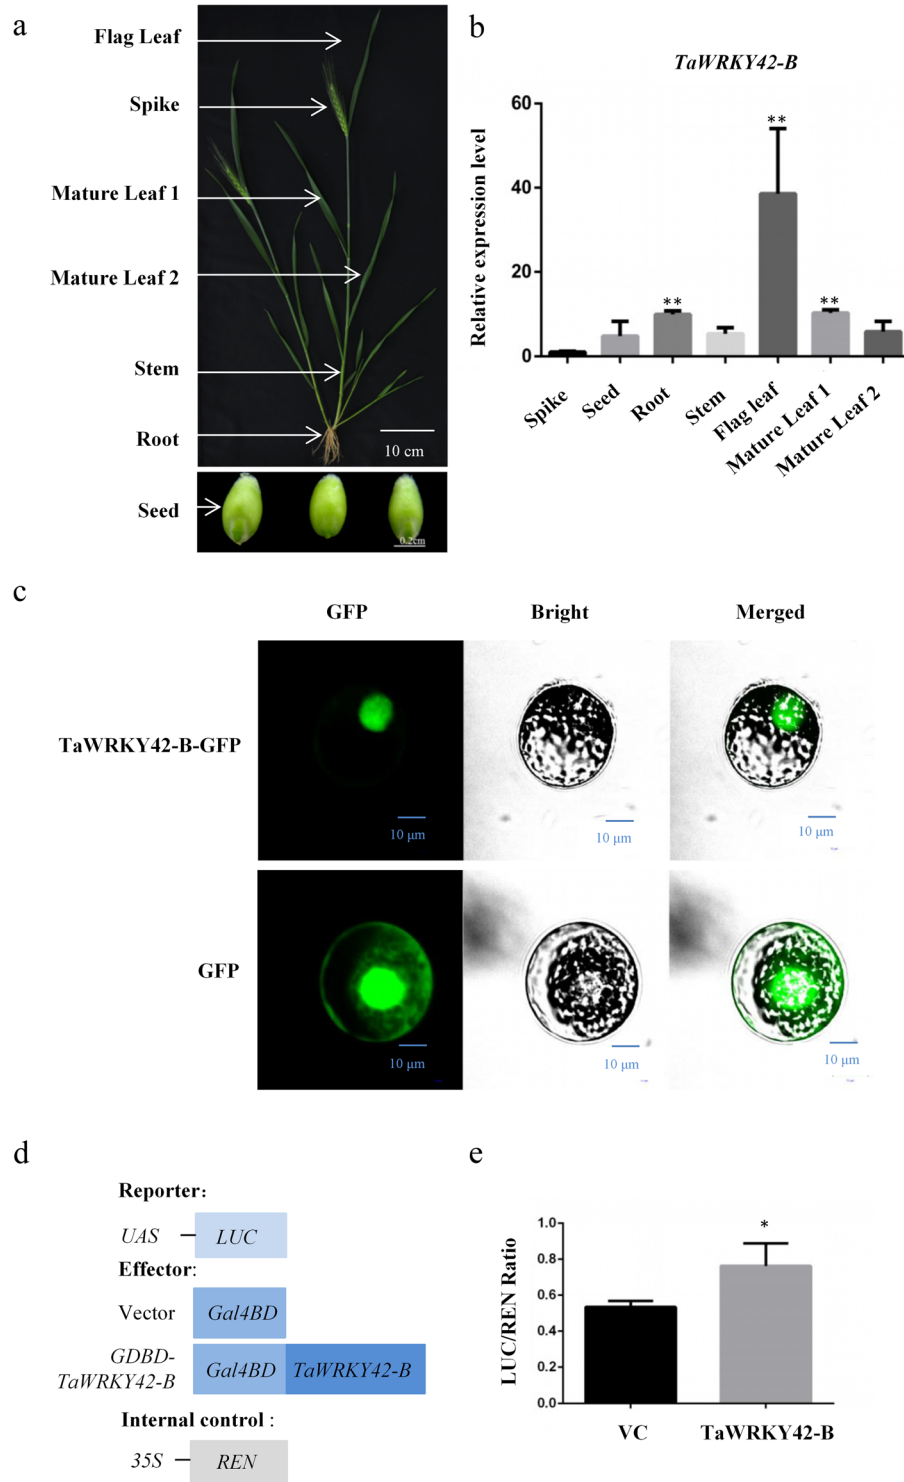 a
Flag Leaf
Spike
Mature Leaf 1
Mature Leaf 2
Stem
Root
10 cm
Seed
0.2cm
b
TaWRKY42-B
Relative expression level
60
40
20
0
**
**
**
Spike
Seed
Root
Stem
Flag leaf
Mature Leaf 1
Mature Leaf 2
c
GFP Bright Merged
TaWRKY42-B-GFP
10 μm
10 μm
10 μm
GFP
10 μm
10 μm
10 μm
d
Reporter:
UAS LUC
Effector:
Vector Gal4BD
GDBD-
TaWRKY42-B
Gal4BD TaWRKY42-B
Internal control :
35S REN
e
LUC/REN Ratio
1.0
0.8
0.6
0.4
0.2
0.0
*
VC TaWRKY42-B